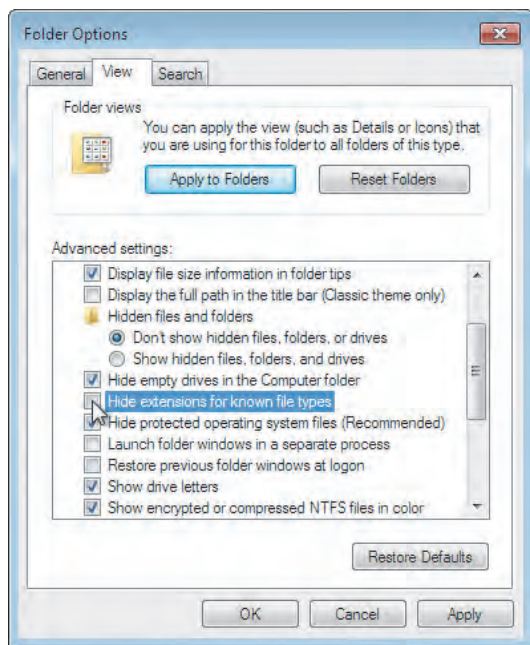 Folder Options
General View Search
Folder views
You can apply the view (such as Details or Icons) that
you are using for this folder to all folders of this type.
Apply to Folders Reset Folders
Advanced settings:
Display file size information in folder tips
Display the full path in the title bar (Classic theme only)
Hidden files and folders
Don't show hidden files, folders, or drives
Show hidden files, folders, and drives
Hide empty drives in the Computer folder
Hide extensions for known file types
Hide protected operating system files (Recommended)
Launch folder windows in a separate process
Restore previous folder windows at logon
Show drive letters
Show encrypted or compressed NTFS files in color
Restore Defaults
OK Cancel Apply